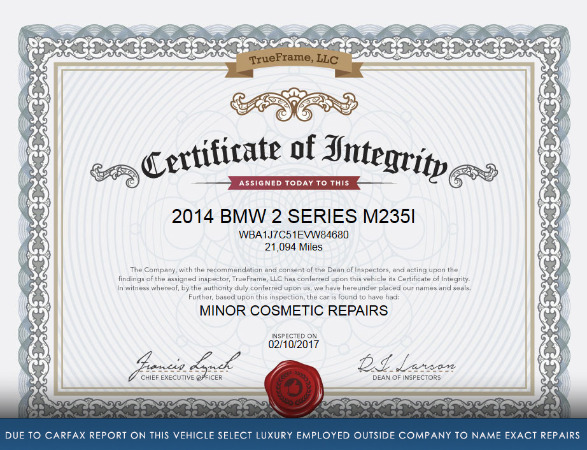 TrueFrame, LLC
Certificate of Integrity
ASSIGNED TODAY TO THIS
2014 BMW 2 SERIES M235I
WBA1J7C51EVW84680
21,094 Miles
The Company, with the recommendation and consent of the Dean of Inspectors, and acting upon the
findings of the assigned inspector, TrueFrame, LLC has conferred upon this vehicle its Certificate of Integrity.
In witness whereof, by the authority duly conferred upon us, we have hereunder placed our names and seals.
Further, based upon this inspection, the car is found to have had:
MINOR COSMETIC REPAIRS
INSPECTED ON
02/10/2017
Francis Lynch
CHIEF EXECUTIVE OFFICER
R.I. Larson
DEAN OF INSPECTORS
DUE TO CARFAX REPORT ON THIS VEHICLE SELECT LUXURY EMPLOYED OUTSIDE COMPANY TO NAME EXACT REPAIRS